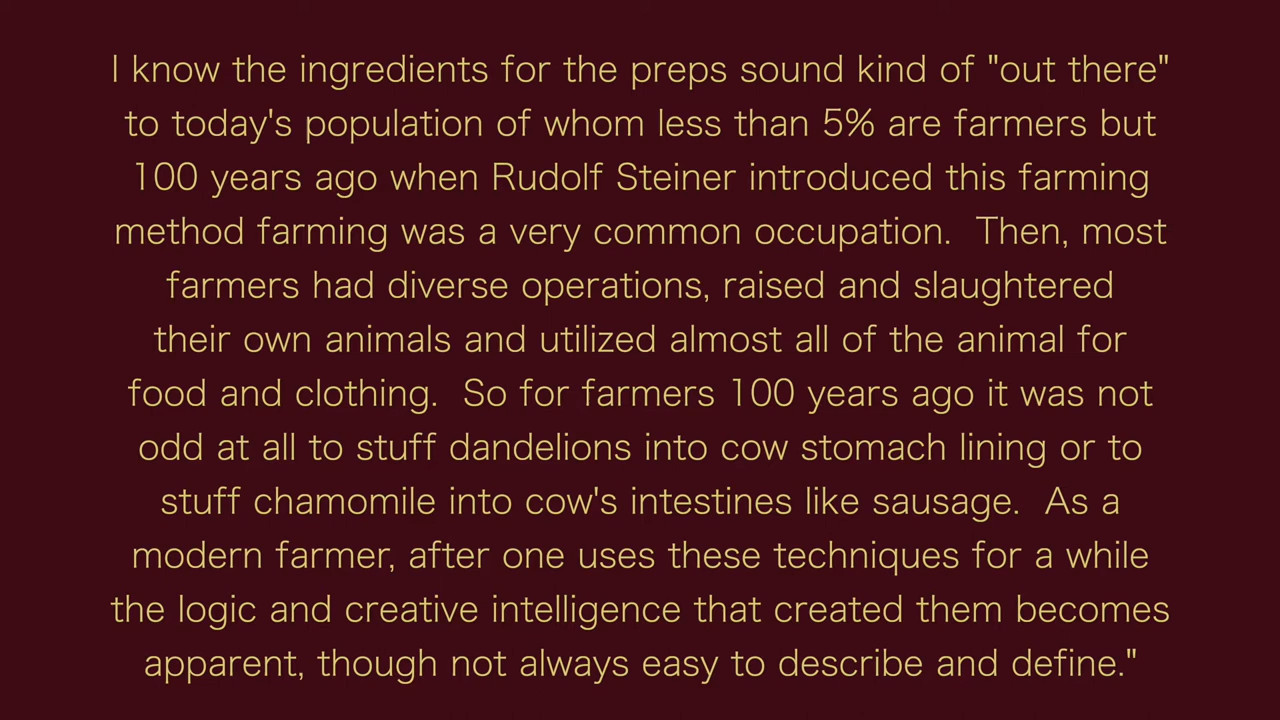 I know the ingredients for the preps sound kind of "out there"
to today's population of whom less than 5% are farmers but
100 years ago when Rudolf Steiner introduced this farming
method farming was a very common occupation.  Then, most
farmers had diverse operations, raised and slaughtered
their own animals and utilized almost all of the animal for
food and clothing.  So for farmers 100 years ago it was not
odd at all to stuff dandelions into cow stomach lining or to
stuff chamomile into cow's intestines like sausage.  As a
modern farmer, after one uses these techniques for a while
the logic and creative intelligence that created them becomes
apparent, though not always easy to describe and define."